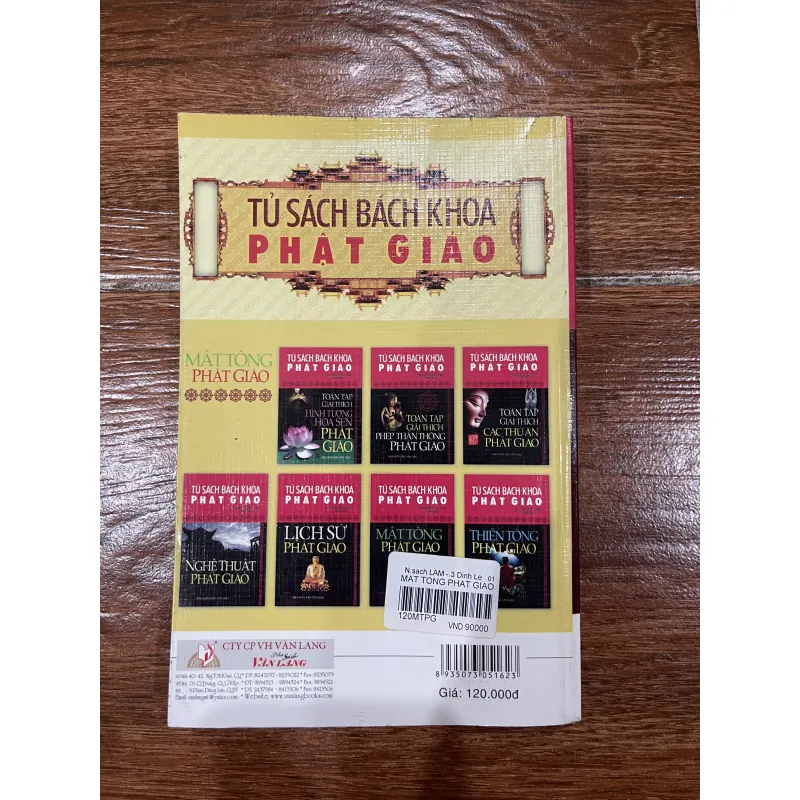 TỦ SÁCH BÁCH KHOA
PHẬT GIÁO
MẬT TÔNG
PHẬT GIÁO
TỦ SÁCH BÁCH KHOA
PHẬT GIÁO
TOÀN TẬP
GIẢI THÍCH
HÌNH TƯỢNG
HOA SEN
PHẬT
GIÁO
TỦ SÁCH BÁCH KHOA
PHẬT GIÁO
TOÀN TẬP
GIẢI THÍCH
PHÉP THẦN THÔNG
PHẬT GIÁO
TỦ SÁCH BÁCH KHOA
PHẬT GIÁO
TOÀN TẬP
GIẢI THÍCH
CÁC THỦ ẤN
PHẬT GIÁO
TỦ SÁCH BÁCH KHOA
PHẬT GIÁO
NGHỆ THUẬT
PHẬT GIÁO
TỦ SÁCH BÁCH KHOA
PHẬT GIÁO
LỊCH SỬ
PHẬT GIÁO
TỦ SÁCH BÁCH KHOA
PHẬT GIÁO
MẬT TÔNG
PHẬT GIÁO
TỦ SÁCH BÁCH KHOA
PHẬT GIÁO
THIỀN TÔNG
PHẬT GIÁO
N.sach LAM - 3 Dinh Le 01
MAT TONG PHAT GIAO
120MTPG
VND 90000
CTY CP VH VĂN LANG
Nhà Sách
VĂN LANG
Website: www.vanlangbooks.com
8 935073 051623
Giá: 120.000đ